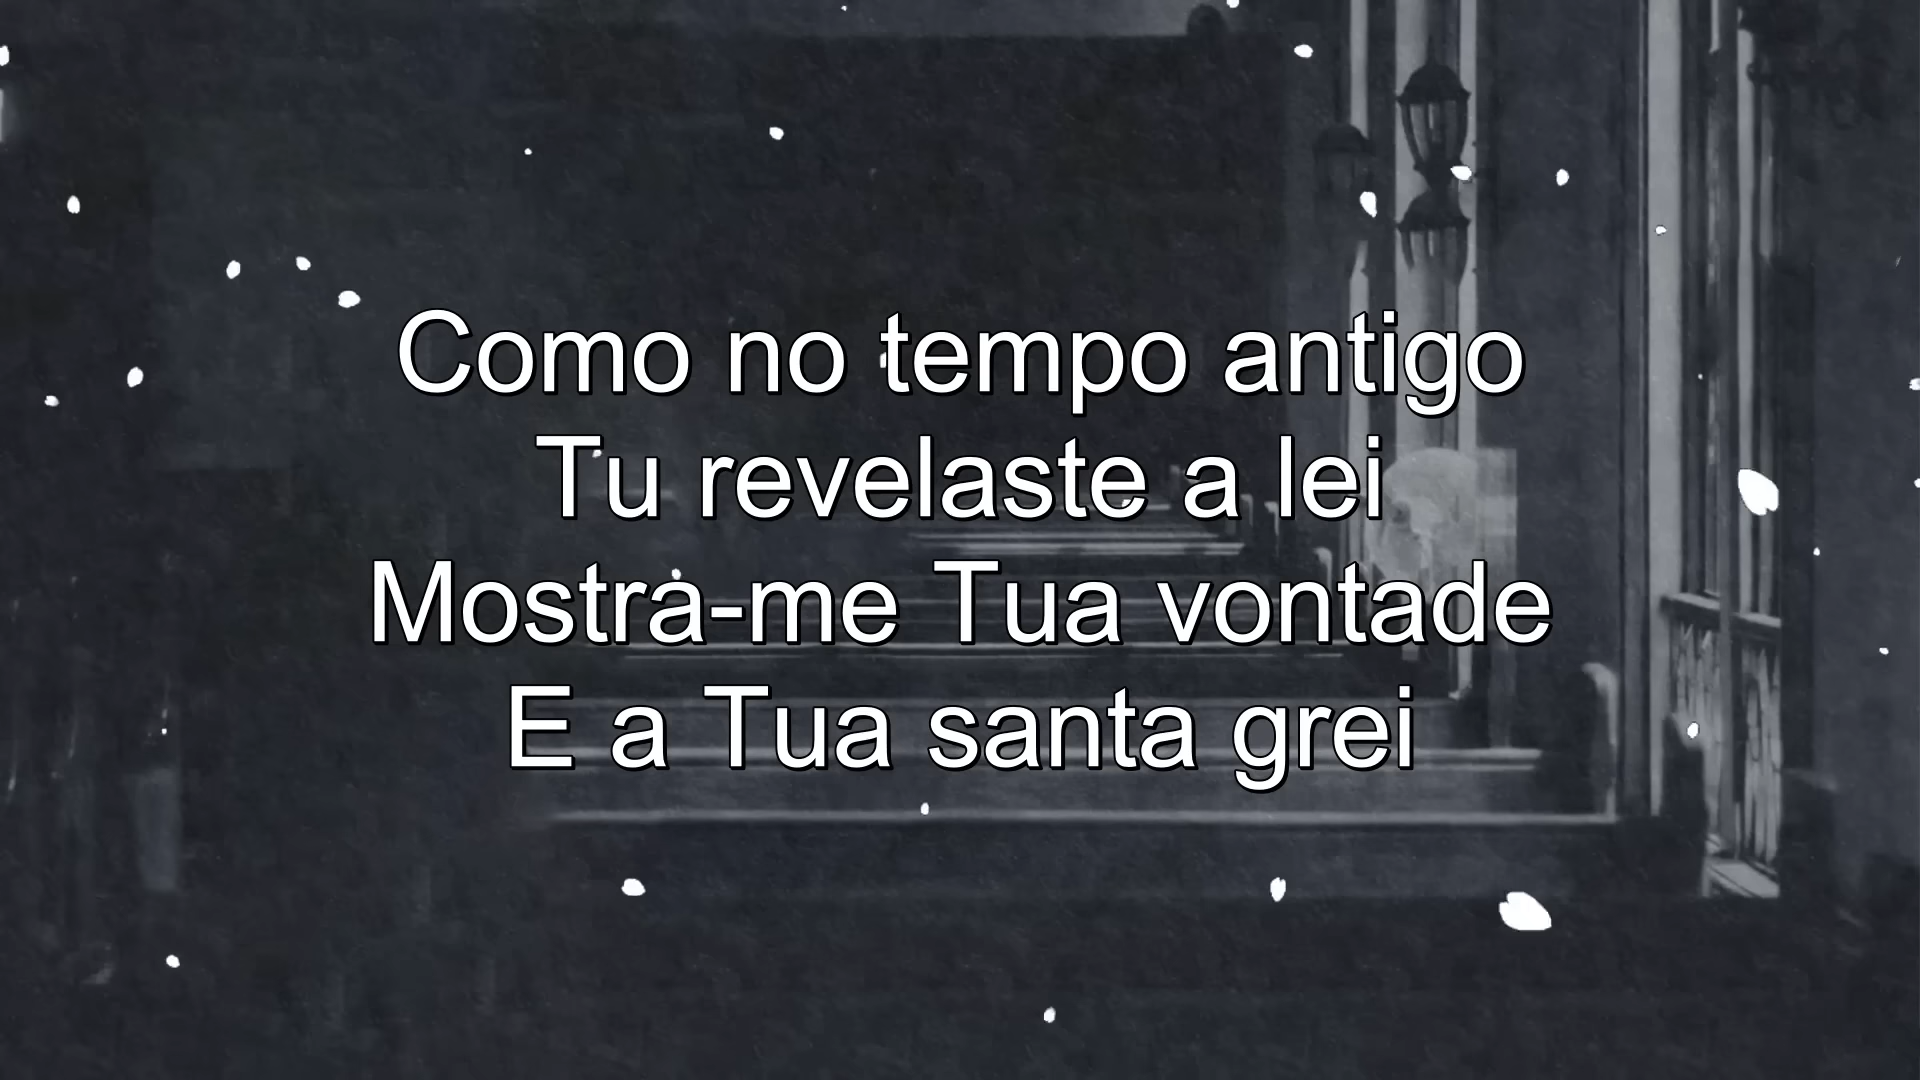 Como no tempo antigo
Tu revelaste a lei
Mostra-me Tua vontade
E a Tua santa grei